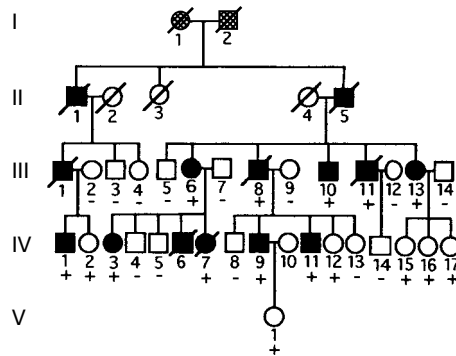 I
1 2
II
1 2 3 4 5
III
1 2 3 4 5 6 7 8 9 10 11 12 13 14
- - - - + - + - + + - + -
IV
1 2 3 4 5 6 7 8 9 10 11 12 13 14 15 16 17
+ + + - - + - + + + - - + + +
V
1
+